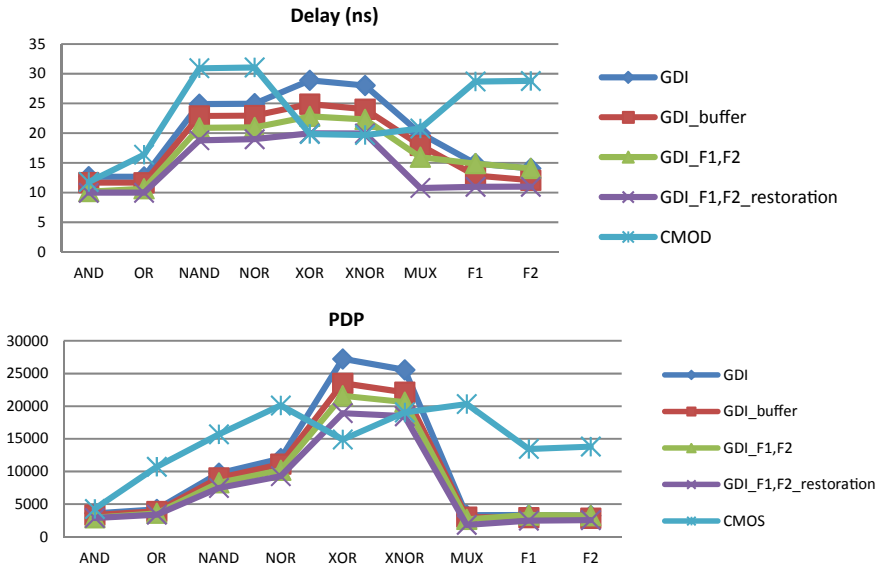 Delay (ns)
35
30
25
20
15
10
5
0
AND OR NAND NOR XOR XNOR MUX F1 F2
GDI
GDI_buffer
GDI_F1,F2
GDI_F1,F2_restoration
CMOD
PDP
30000
25000
20000
15000
10000
5000
0
AND OR NAND NOR XOR XNOR MUX F1 F2
GDI
GDI_buffer
GDI_F1,F2
GDI_F1,F2_restoration
CMOS